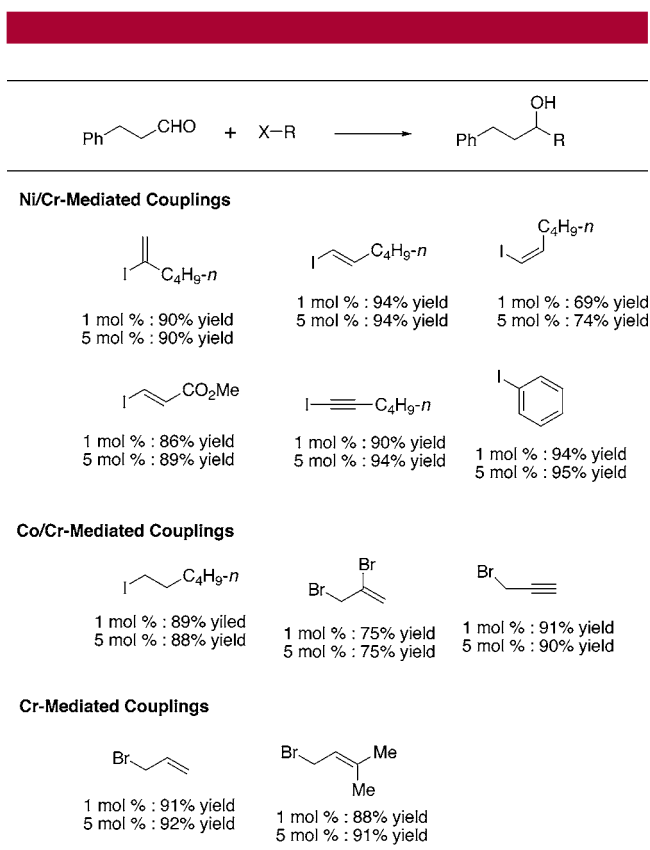 Ph CHO + X–R OH Ph R
Ni/Cr-Mediated Couplings
I C4H9-n
1 mol % : 90% yield
5 mol % : 90% yield
I C4H9-n
1 mol % : 94% yield
5 mol % : 94% yield
C4H9-n
I
1 mol % : 69% yield
5 mol % : 74% yield
I CO2Me
1 mol % : 86% yield
5 mol % : 89% yield
I C4H9-n
1 mol % : 90% yield
5 mol % : 94% yield
I
1 mol % : 94% yield
5 mol % : 95% yield
Co/Cr-Mediated Couplings
I C4H9-n
1 mol % : 89% yiled
5 mol % : 88% yield
Br
Br
1 mol % : 75% yield
5 mol % : 75% yield
Br
1 mol % : 91% yield
5 mol % : 90% yield
Cr-Mediated Couplings
Br
1 mol % : 91% yield
5 mol % : 92% yield
Br Me
Me
1 mol % : 88% yield
5 mol % : 91% yield